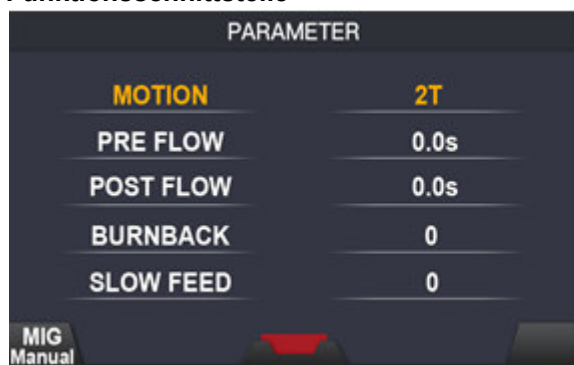 PARAMETER
MOTION 2T
PRE FLOW 0.0s
POST FLOW 0.0s
BURNBACK 0
SLOW FEED 0
MIG
Manual